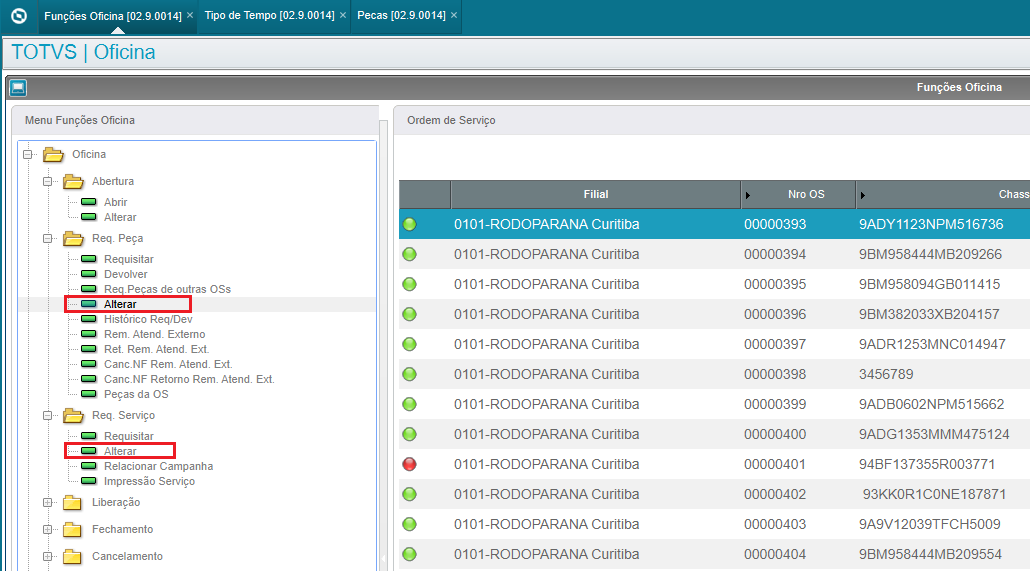 Funções Oficina [02.9.0014] × Tipo de Tempo [02.9.0014] × Pecas [02.9.0014] ×
TOTVS | Oficina
Funções Oficina
Menu Funções Oficina
Oficina
Abertura
Abrir
Alterar
Req. Peça
Requisitar
Devolver
Req.Peças de outras OSs
Alterar
Histórico Req/Dev
Rem. Atend. Externo
Ret. Rem. Atend. Ext.
Canc.NF Rem. Atend. Ext.
Canc.NF Retorno Rem. Atend. Ext.
Peças da OS
Req. Serviço
Requisitar
Alterar
Relacionar Campanha
Impressão Serviço
Liberação
Fechamento
Cancelamento
Ordem de Serviço
Filial Nro OS Chass
0101-RODOPARANA Curitiba 00000393 9ADY1123NPM516736
0101-RODOPARANA Curitiba 00000394 9BM958444MB209266
0101-RODOPARANA Curitiba 00000395 9BM958094GB011415
0101-RODOPARANA Curitiba 00000396 9BM382033XB204157
0101-RODOPARANA Curitiba 00000397 9ADR1253MNC014947
0101-RODOPARANA Curitiba 00000398 3456789
0101-RODOPARANA Curitiba 00000399 9ADB0602NPM515662
0101-RODOPARANA Curitiba 00000400 9ADG1353MMM475124
0101-RODOPARANA Curitiba 00000401 94BF137355R003771
0101-RODOPARANA Curitiba 00000402 93KK0R1C0NE187871
0101-RODOPARANA Curitiba 00000403 9A9V12039TFCH5009
0101-RODOPARANA Curitiba 00000404 9BM958444MB209554